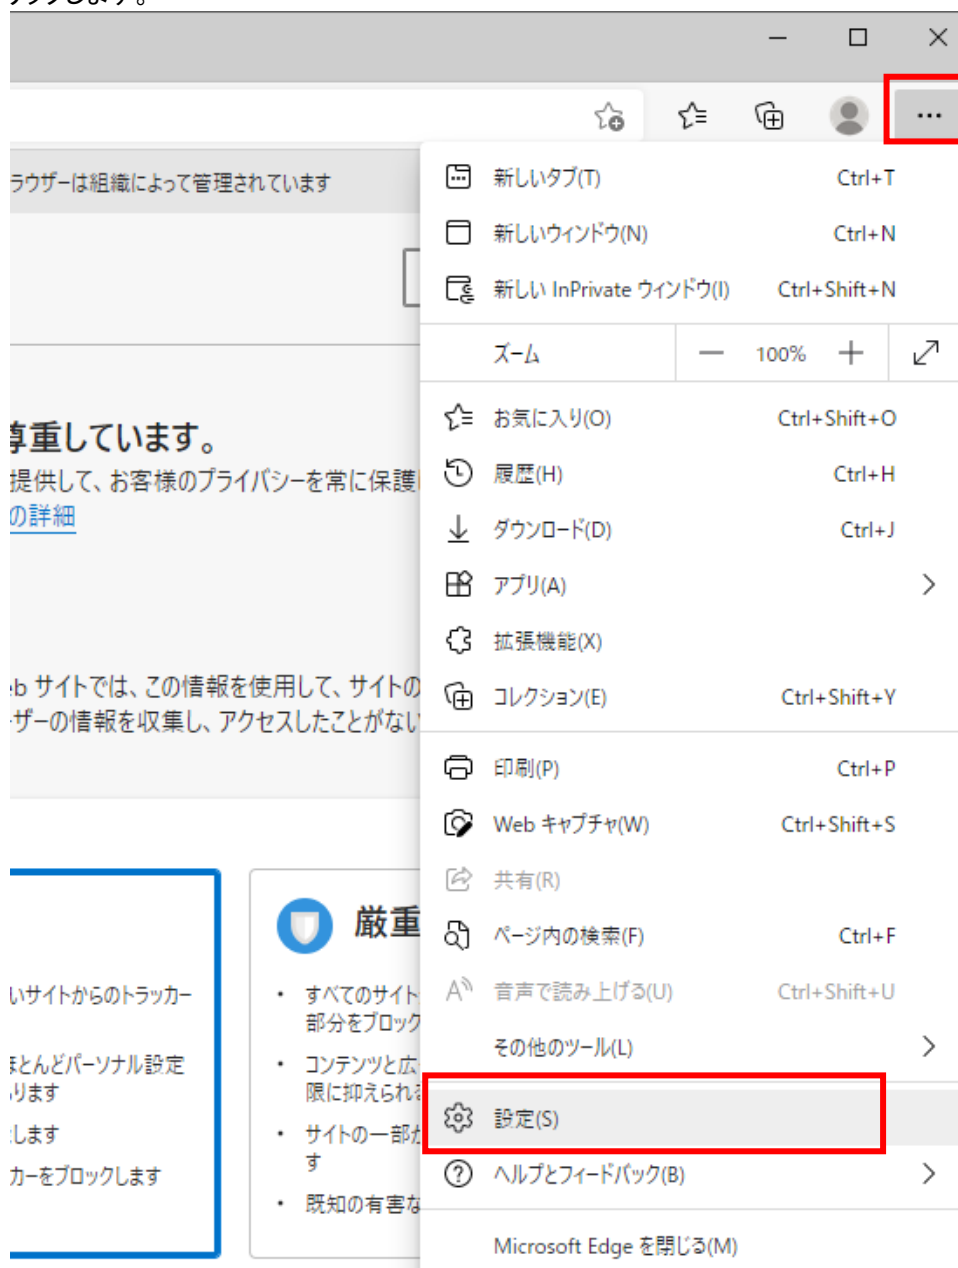 リックします。
ラウザーは組織によって管理されています
尊重しています。
提供して、お客様のプライバシーを常に保護
の詳細
eb サイトでは、この情報を使用して、サイトの
ザーの情報を収集し、アクセスしたことがない
いサイトからのトラッカー
ほとんどパーソナル設定
ります
します
カーをブロックします
厳重
• すべてのサイト
部分をブロック
• コンテンツと広
限に抑えられ
• サイトの一部が
す
• 既知の有害な
新しいタブ(T) Ctrl+T
新しいウィンドウ(N) Ctrl+N
新しい InPrivate ウィンドウ(I) Ctrl+Shift+N
ズーム — 100% +
お気に入り(O) Ctrl+Shift+O
履歴(H) Ctrl+H
ダウンロード(D) Ctrl+J
アプリ(A)
拡張機能(X)
コレクション(E) Ctrl+Shift+Y
印刷(P) Ctrl+P
Web キャプチャ(W) Ctrl+Shift+S
共有(R)
ページ内の検索(F) Ctrl+F
音声で読み上げる(U) Ctrl+Shift+U
その他のツール(L)
設定(S)
ヘルプとフィードバック(B)
Microsoft Edge を閉じる(M)